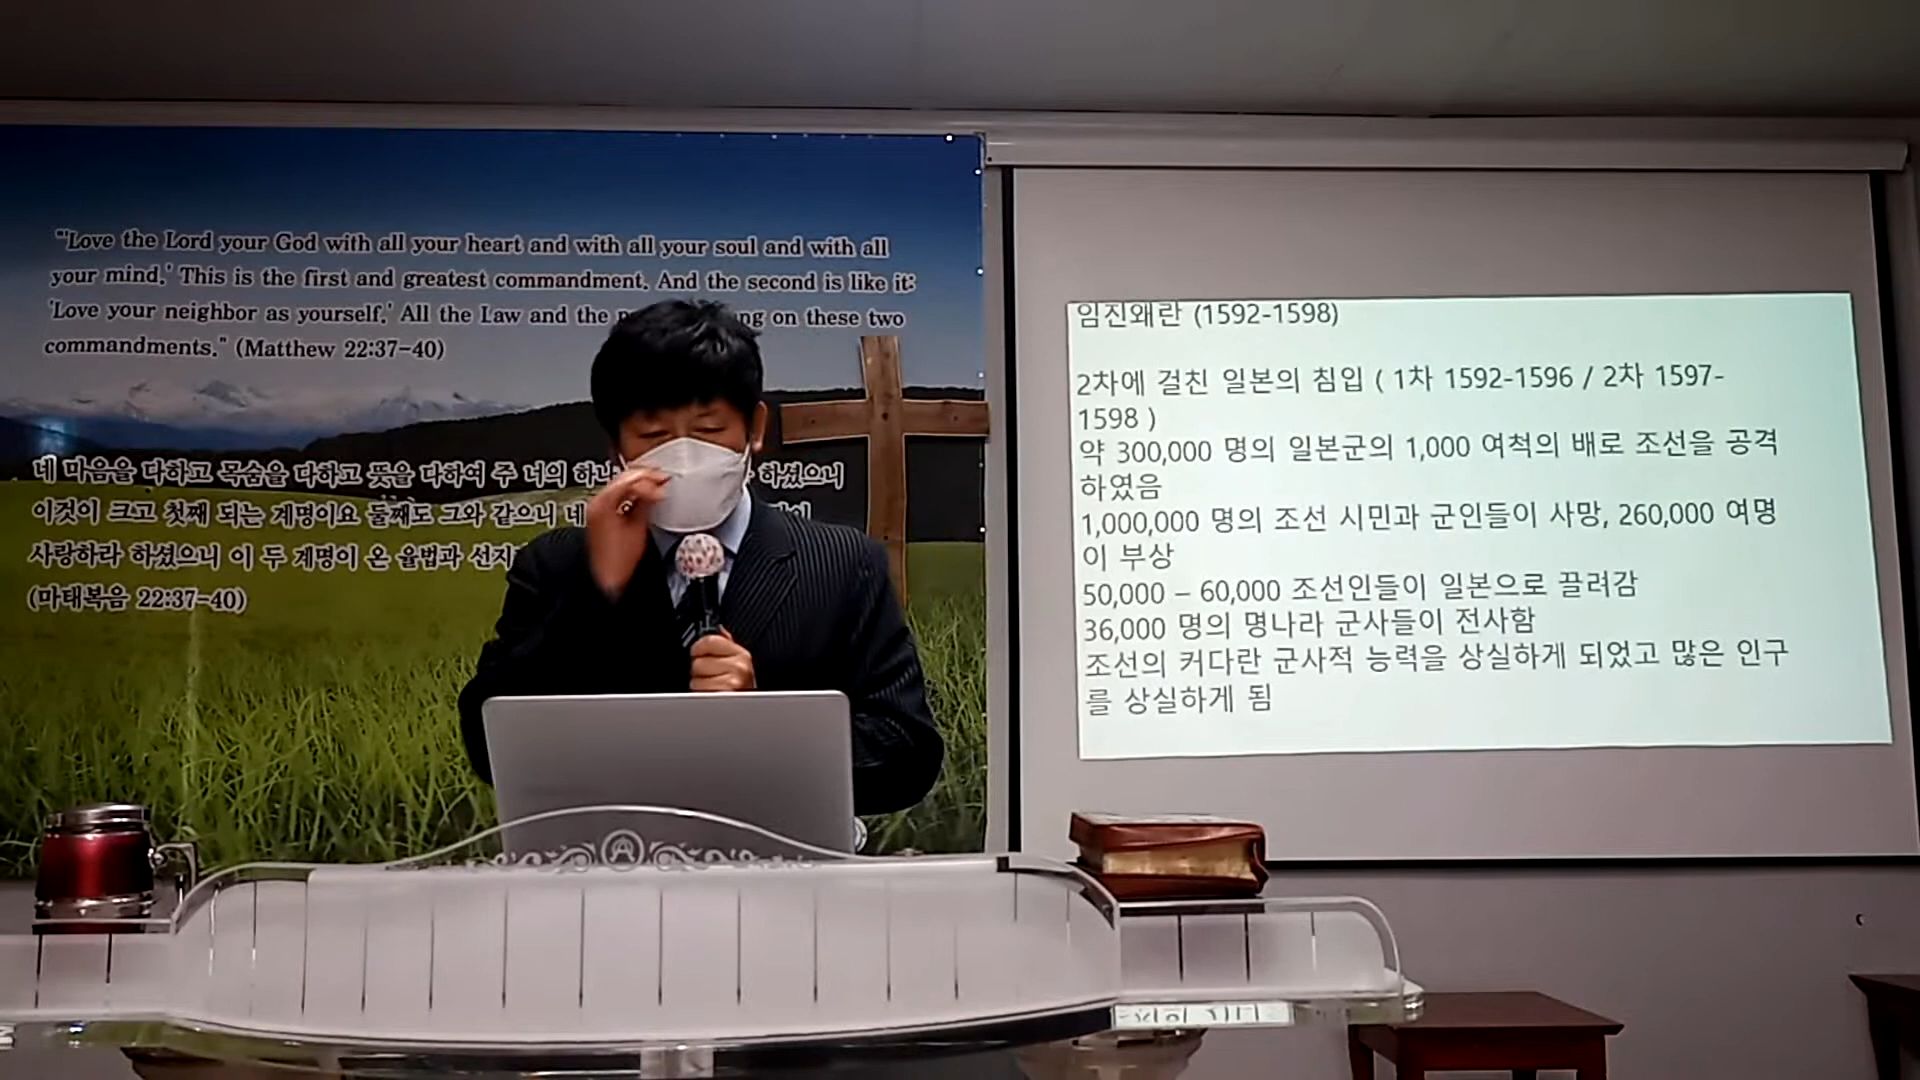 "'Love the Lord your God with all your heart and with all your soul and with all
your mind.' This is the first and greatest commandment. And the second is like it:
'Love your neighbor as yourself.' All the Law and the on these two
commandments." (Matthew 22:37-40)
네 마음을 다하고 목숨을 다하고 뜻을 다하여 주 너의 하셨으니
이것이 크고 첫째 되는 계명이요 둘째도 그와 같으니
사랑하라 하셨으니 이 두 계명이 온 율법과
(마태복음 22:37-40)
임진왜란 (1592-1598)
2차에 걸친 일본의 침입 ( 1차 1592-1596 / 2차 1597-
1598 )
약 300,000 명의 일본군의 1,000 여척의 배로 조선을 공격
하였음
1,000,000 명의 조선 시민과 군인들이 사망, 260,000 여명
이 부상
50,000 – 60,000 조선인들이 일본으로 끌려감
36,000 명의 명나라 군사들이 전사함
조선의 커다란 군사적 능력을 상실하게 되었고 많은 인구
를 상실하게 됨